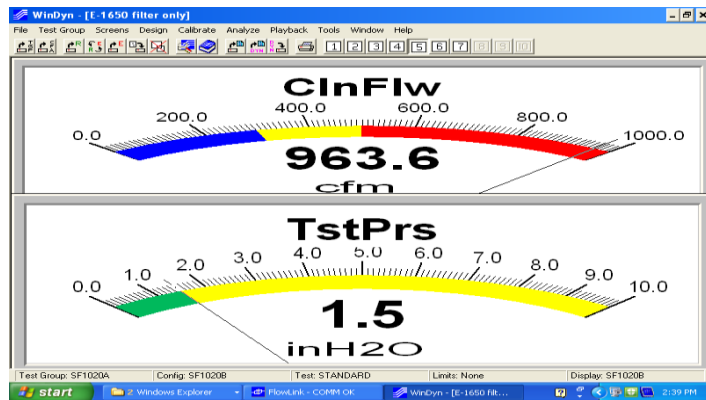 WinDyn - [E-1650 filter only]
File Test Group Screens Design Calibrate Analyze Playback Tools Window Help
1 2 3 4 5 6 7 8 9 10
ClnFlw
0.0 200.0 400.0 600.0 800.0 1000.0
963.6
cfm
TstPrs
0.0 1.0 2.0 3.0 4.0 5.0 6.0 7.0 8.0 9.0 10.0
1.5
inH2O
Test Group: SF1020A Config: SF1020B Test: STANDARD Limits: None Display: SF1020B
start 2 Windows Explorer FlowLink - COMM OK WinDyn - [E-1650 filt... 2:39 PM